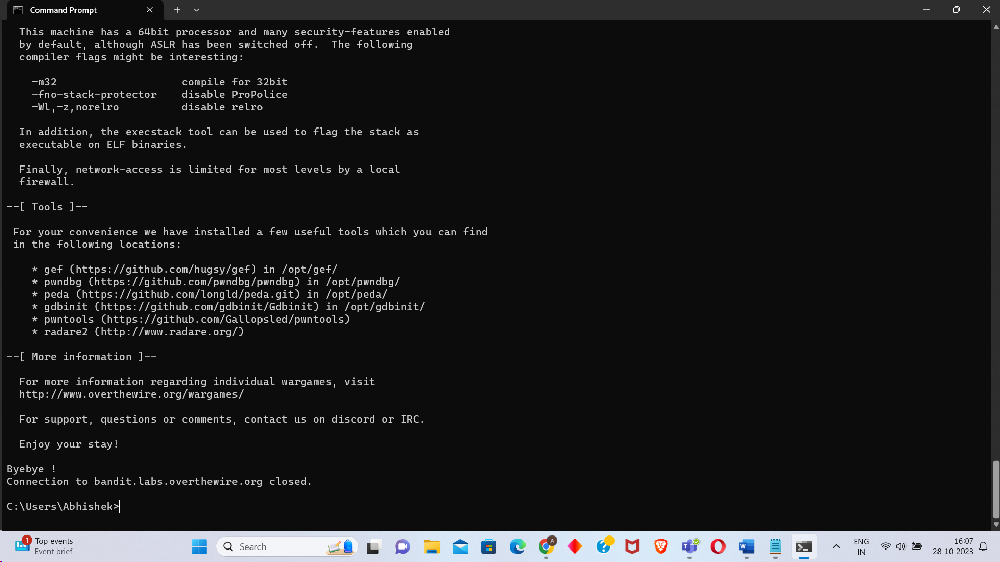 Command Prompt
This machine has a 64bit processor and many security-features enabled
by default, although ASLR has been switched off.  The following
compiler flags might be interesting:
-m32                    compile for 32bit
-fno-stack-protector    disable ProPolice
-Wl,-z,norelro          disable relro
In addition, the execstack tool can be used to flag the stack as
executable on ELF binaries.
Finally, network-access is limited for most levels by a local
firewall.
--[ Tools ]--
For your convenience we have installed a few useful tools which you can find
in the following locations:
* gef (https://github.com/hugsy/gef) in /opt/gef/
* pwndbg (https://github.com/pwndbg/pwndbg) in /opt/pwndbg/
* peda (https://github.com/longld/peda.git) in /opt/peda/
* gdbinit (https://github.com/gdbinit/Gdbinit) in /opt/gdbinit/
* pwntools (https://github.com/Gallopsled/pwntools)
* radare2 (http://www.radare.org/)
--[ More information ]--
For more information regarding individual wargames, visit
http://www.overthewire.org/wargames/
For support, questions or comments, contact us on discord or IRC.
Enjoy your stay!
Byebye !
Connection to bandit.labs.overthewire.org closed.
C:\Users\Abhishek>
1
Top events
Event brief
Search
A
T
W
ENG
IN
16:07
28-10-2023